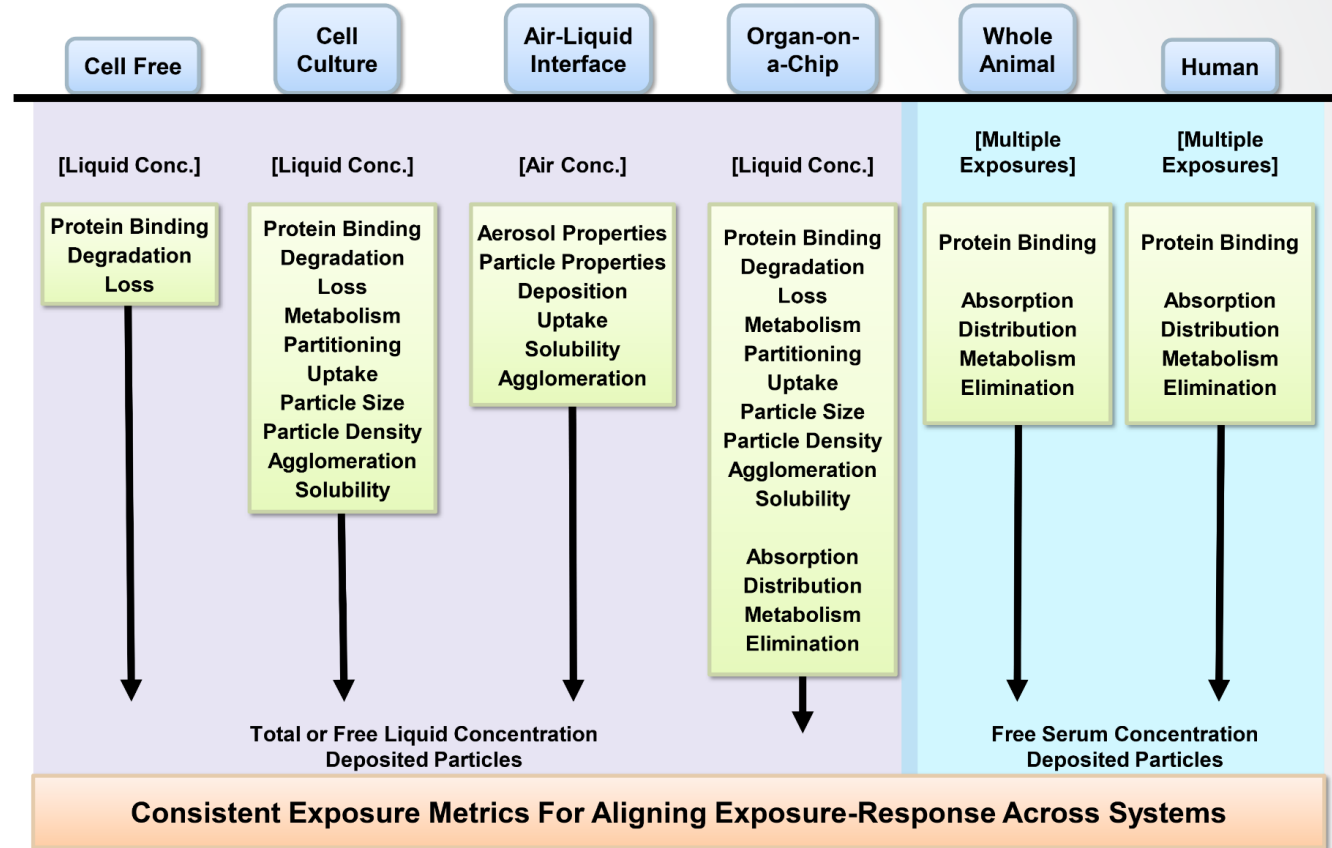 Cell Free
Cell
Culture
Air-Liquid
Interface
Organ-on-
a-Chip
Whole
Animal
Human
[Liquid Conc.]
[Liquid Conc.]
[Air Conc.]
[Liquid Conc.]
[Multiple
Exposures]
[Multiple
Exposures]
Protein Binding
Degradation
Loss
Protein Binding
Degradation
Loss
Metabolism
Partitioning
Uptake
Particle Size
Particle Density
Agglomeration
Solubility
Aerosol Properties
Particle Properties
Deposition
Uptake
Solubility
Agglomeration
Protein Binding
Degradation
Loss
Metabolism
Partitioning
Uptake
Particle Size
Particle Density
Agglomeration
Solubility
Absorption
Distribution
Metabolism
Elimination
Protein Binding
Absorption
Distribution
Metabolism
Elimination
Protein Binding
Absorption
Distribution
Metabolism
Elimination
Total or Free Liquid Concentration
Deposited Particles
Free Serum Concentration
Deposited Particles
Consistent Exposure Metrics For Aligning Exposure-Response Across Systems